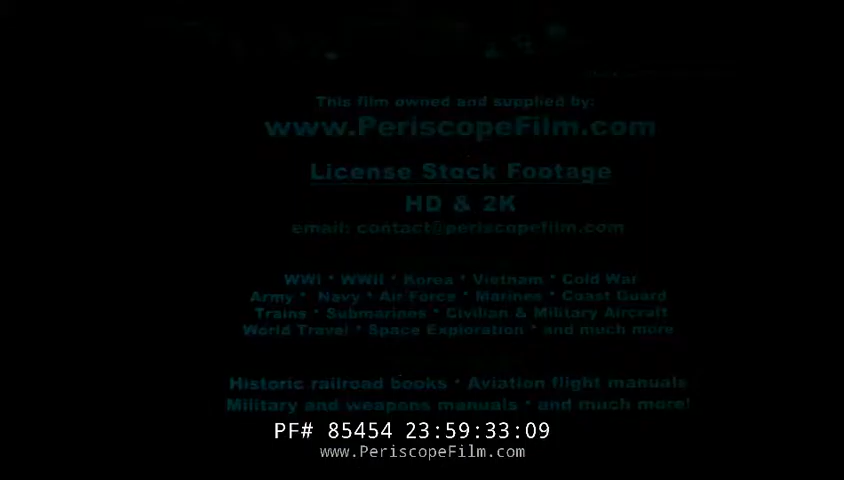 This film owned and supplied by:
www.PeriscopeFilm.com
License Stock Footage
HD & 2K
email: contact@periscopefilm.com
WWI * WWII * Korea * Vietnam * Cold War
Army * Navy * Air Force * Marines * Coast Guard
Trains * Submarines * Civilian & Military Aircraft
World Travel * Space Exploration * and much more
Historic railroad books * Aviation flight manuals
Military and weapons manuals * and much more!
PF# 85454 23:59:33:09
www.PeriscopeFilm.com